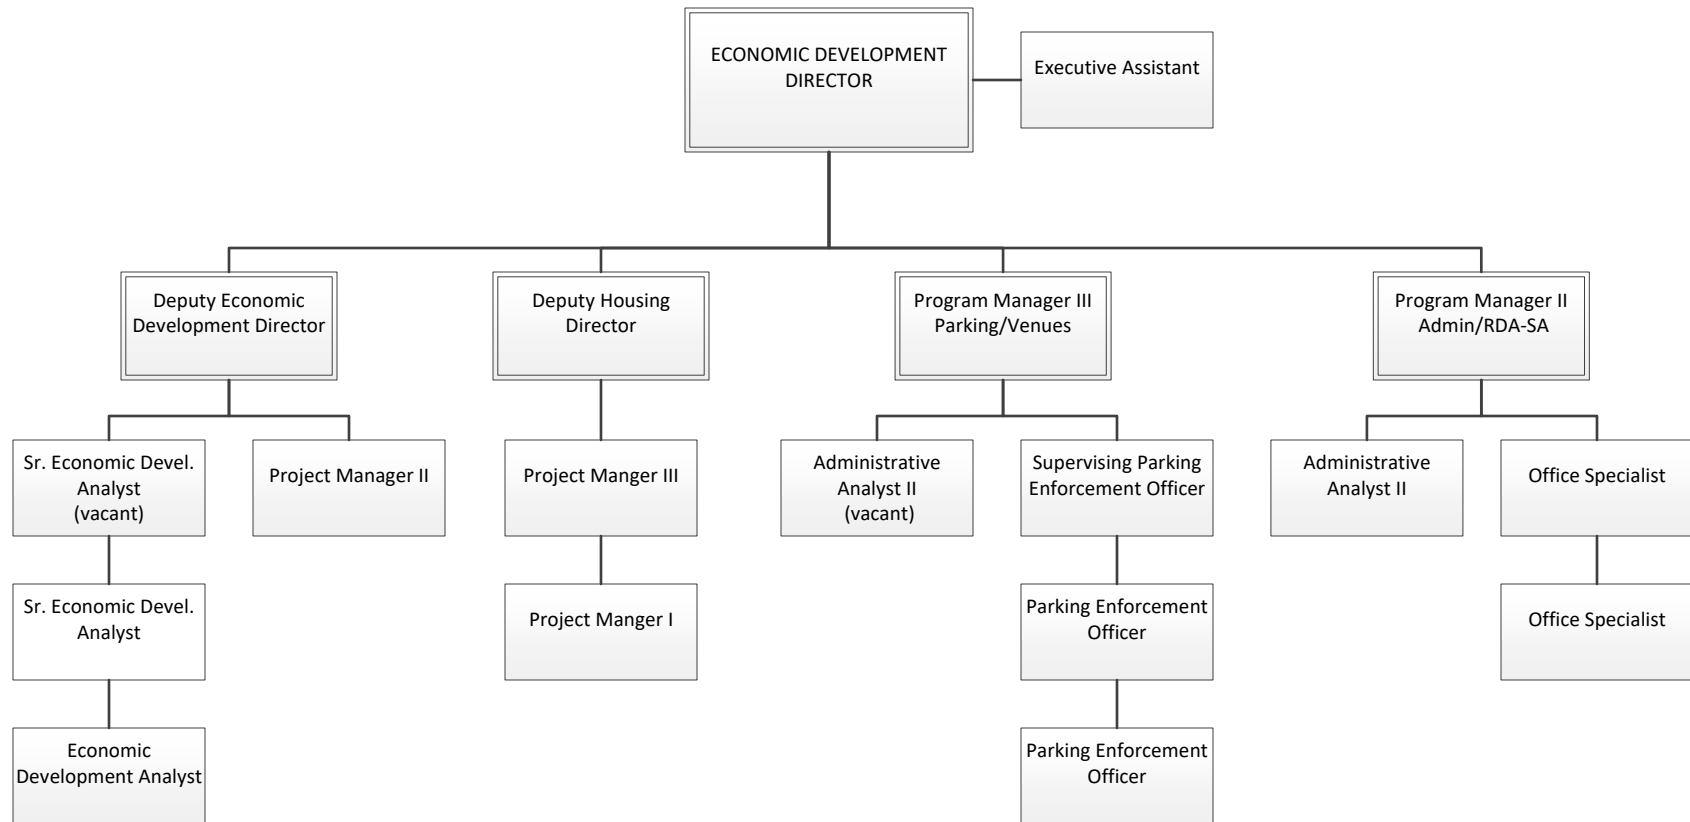 ECONOMIC DEVELOPMENT
DIRECTOR
Executive Assistant
Deputy Economic
Development Director
Deputy Housing
Director
Program Manager III
Parking/Venues
Program Manager II
Admin/RDA-SA
Sr. Economic Devel.
Analyst
(vacant)
Project Manager II
Project Manger III
Administrative
Analyst II
(vacant)
Supervising Parking
Enforcement Officer
Administrative
Analyst II
Office Specialist
Sr. Economic Devel.
Analyst
Project Manger I
Parking Enforcement
Officer
Office Specialist
Economic
Development Analyst
Parking Enforcement
Officer